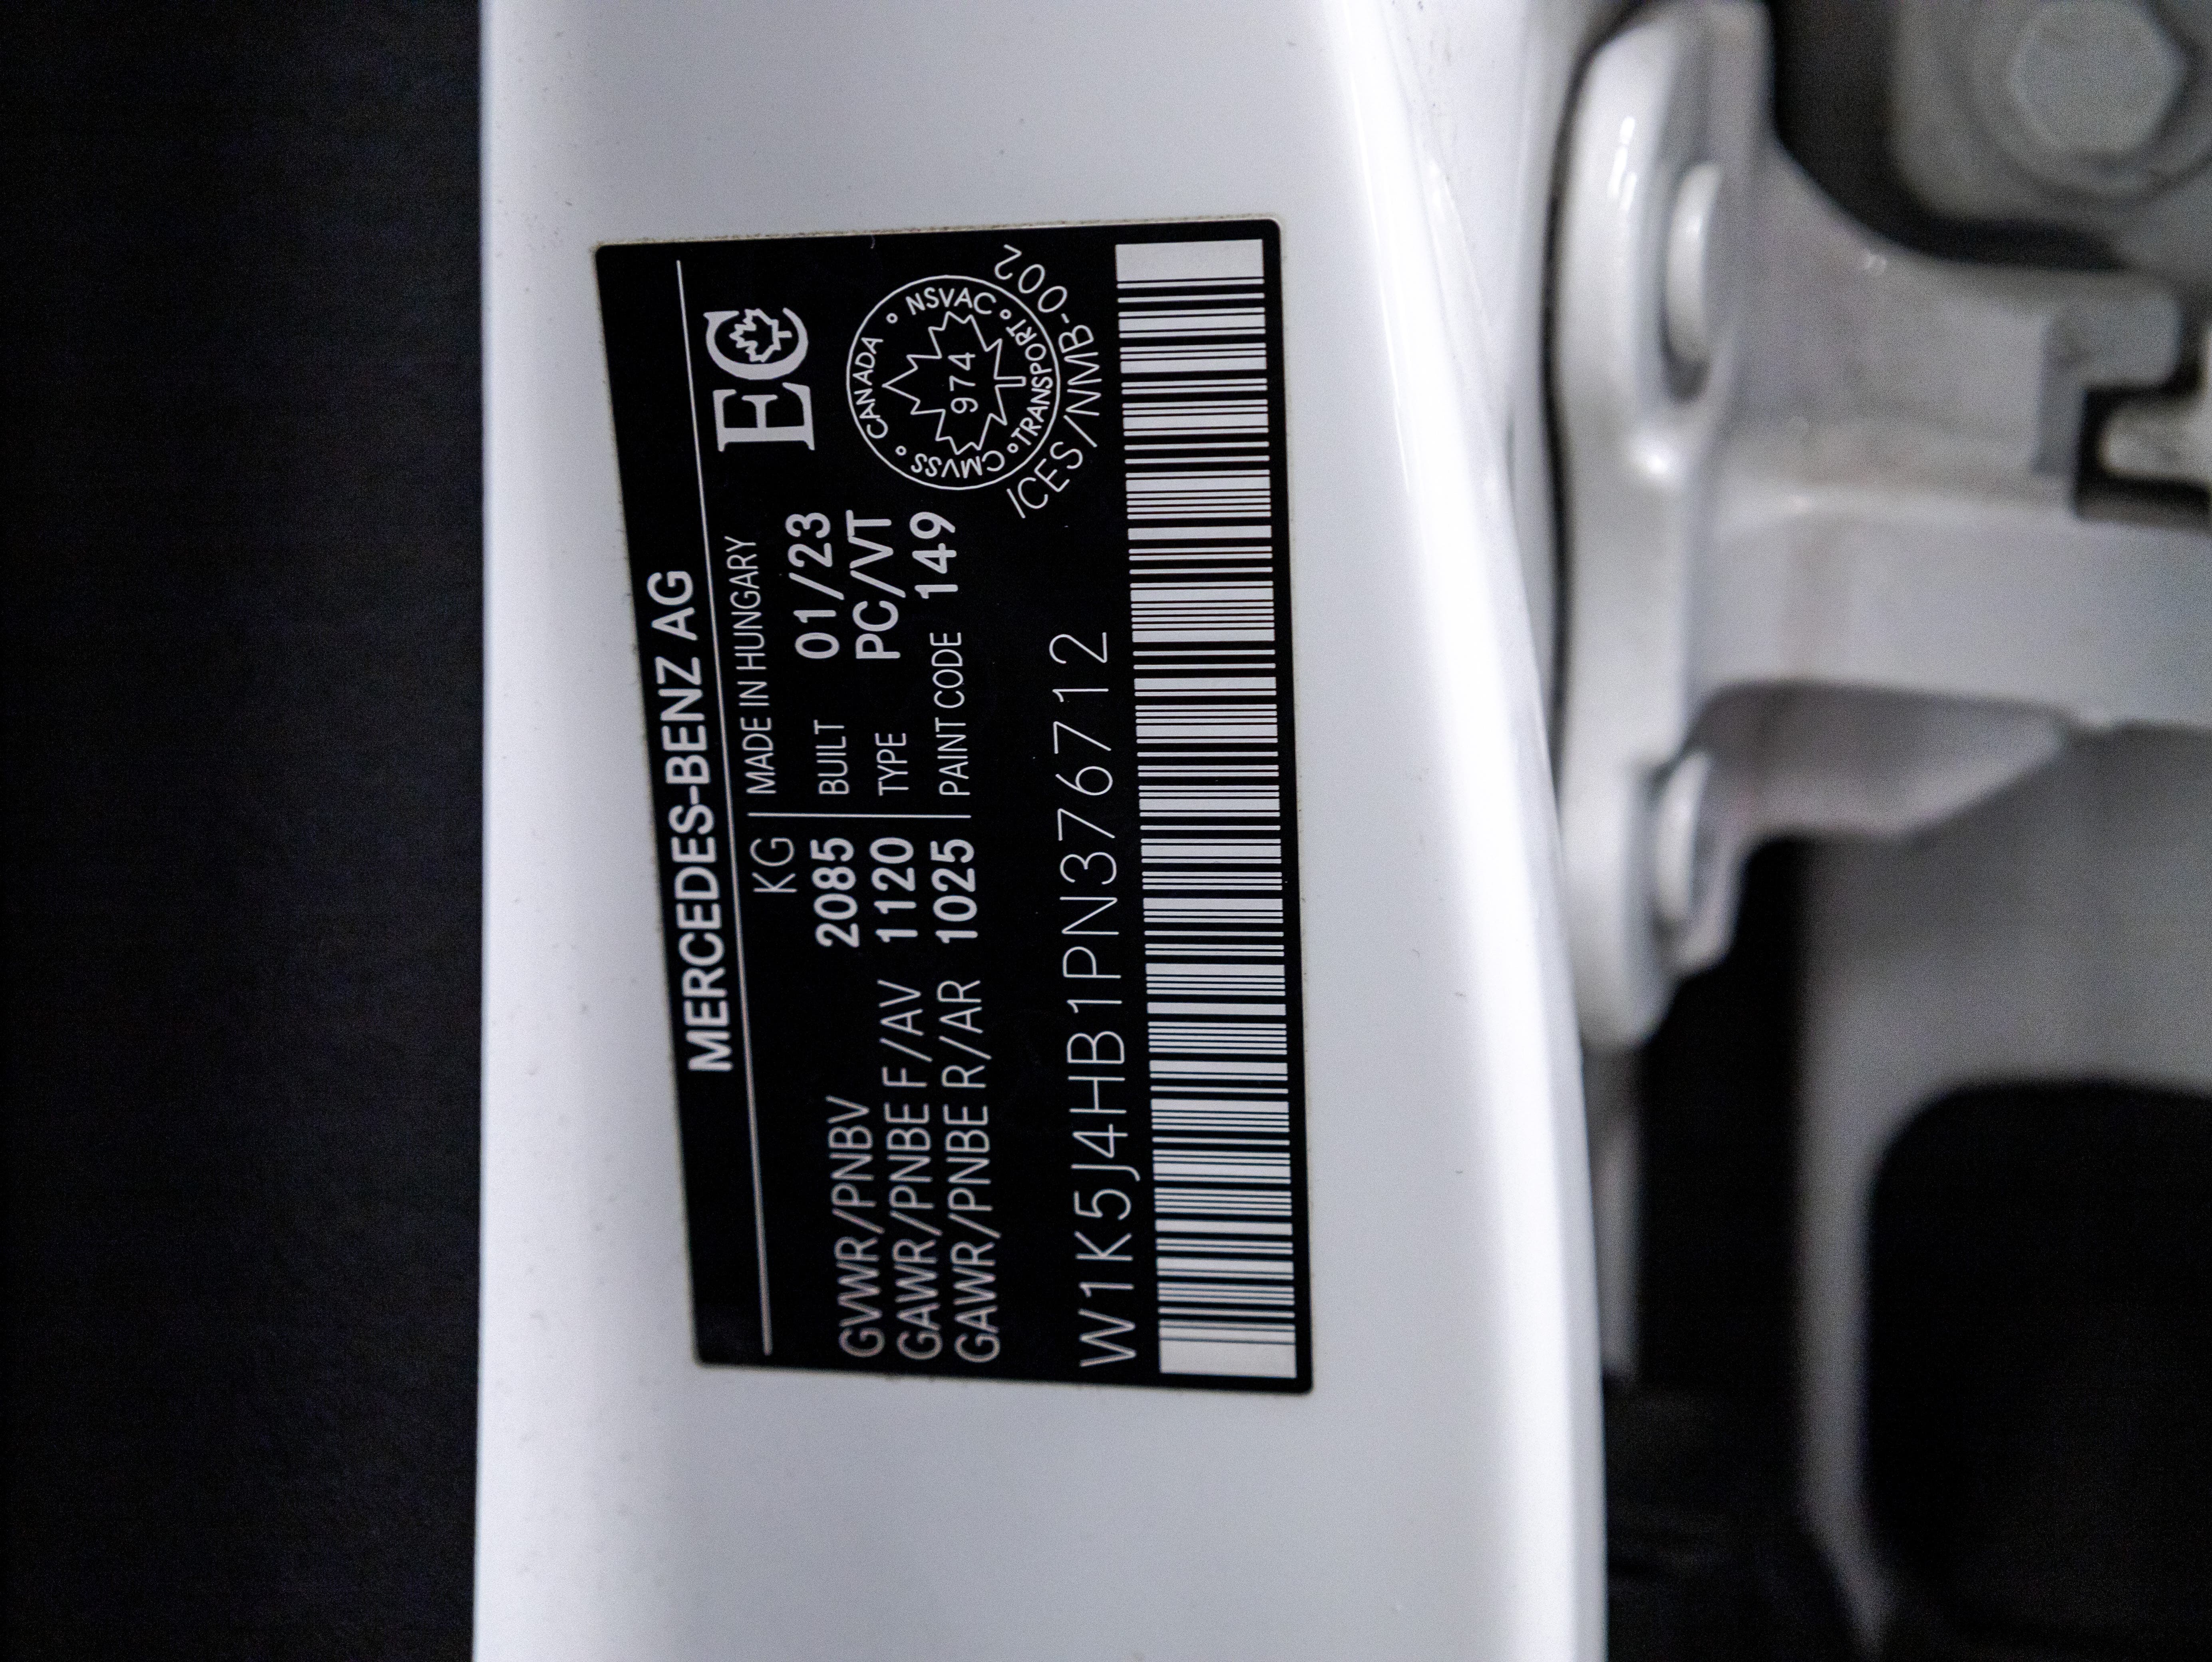 MERCEDES-BENZ AG
KG
GVWR/PNBV 2085
GAWR/PNBE F/AV 1120
GAWR/PNBE R/AR 1025
MADE IN HUNGARY
BUILT 01/23
TYPE PC/VT
PAINT CODE 149
EC
CANADA ° NSVAC ° TRANSPORT ° CMVSS °
974
ICES/NMB-002
W1K5J4HB1PN376712